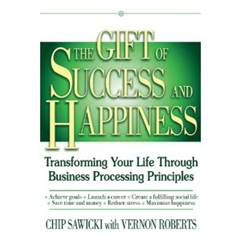 THE GIFT OF
SUCCESS AND
HAPPINESS
Transforming Your Life Through
Business Processing Principles
• Achieve goals • Launch a career • Create a fulfilling social life
• Save time and money • Reduce stress • Maximize happiness
CHIP SAWICKI with VERNON ROBERTS